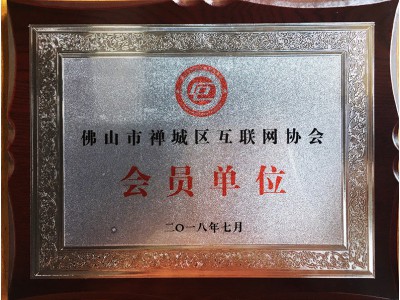 佛山市禅城区互联网协会
会员单位
二〇一八年七月